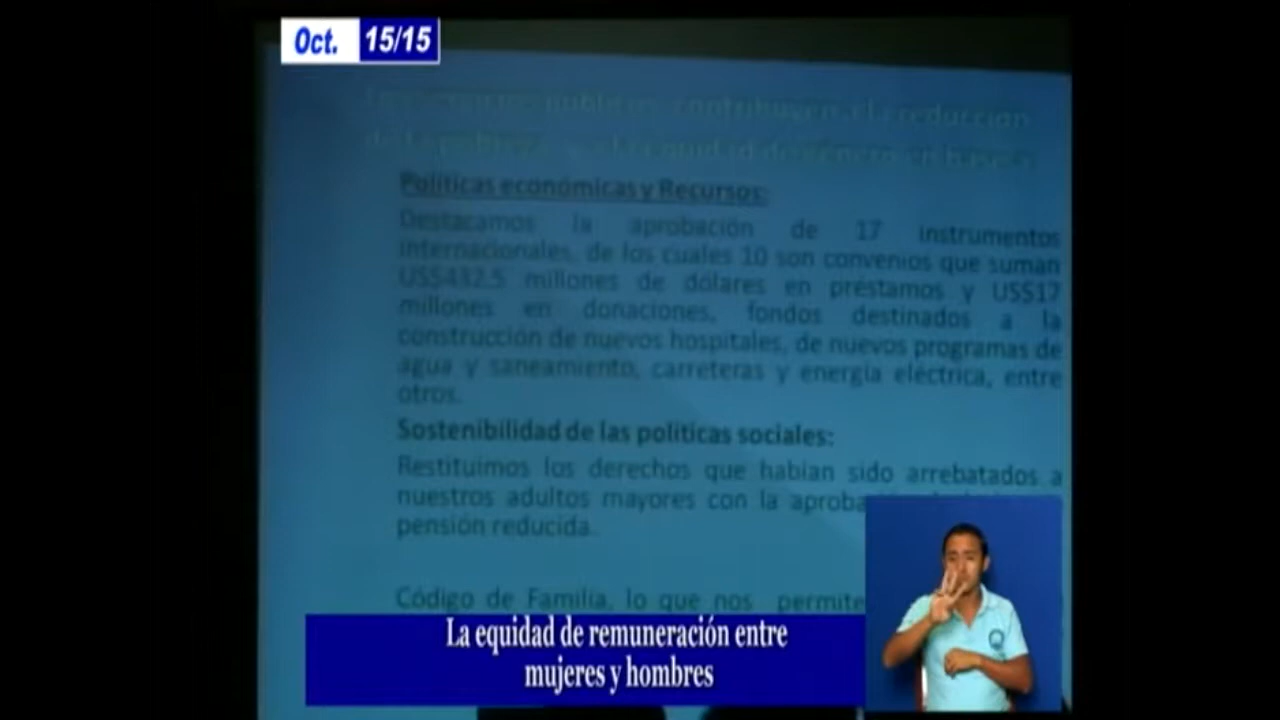 Oct. 15/15
contribuyen a la reducción
Políticas económicas y Recursos:
Destacamos la aprobación de 17 instrumentos
internacionales, de los cuales 10 son convenios que suman
US$432.5 millones de dólares en préstamos y US$17
millones en donaciones, fondos destinados a la
construcción de nuevos hospitales, de nuevos programas de
agua y saneamiento, carreteras y energía eléctrica, entre
otros.
Sostenibilidad de las políticas sociales:
Restituimos los derechos que habían sido arrebatados a
nuestros adultos mayores con la
pensión reducida.
Código de Familia, lo que nos permite
La equidad de remuneración entre
mujeres y hombres